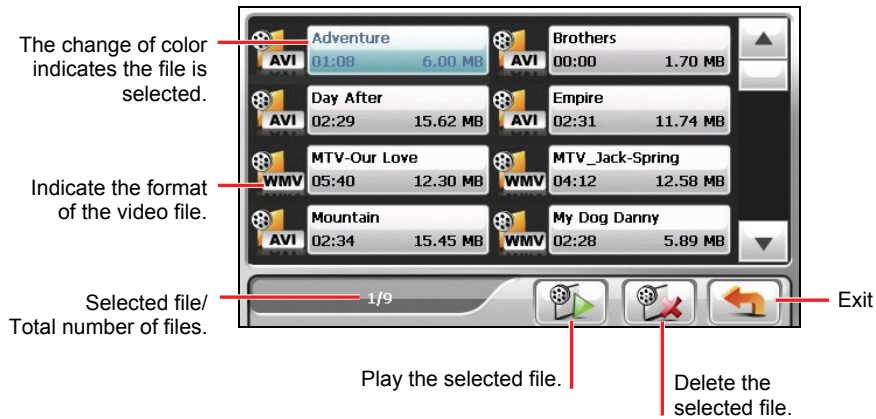 The change of color
indicates the file is
selected.
Adventure
AVI 01:08 6.00 MB
Brothers
AVI 00:00 1.70 MB
Day After
AVI 02:29 15.62 MB
Empire
AVI 02:31 11.74 MB
MTV-Our Love
WMV 05:40 12.30 MB
MTV_Jack-Spring
WMV 04:12 12.58 MB
Mountain
AVI 02:34 15.45 MB
My Dog Danny
WMV 02:28 5.89 MB
Indicate the format
of the video file.
Selected file/
Total number of files.
1/9
Exit
Play the selected file.
Delete the
selected file.